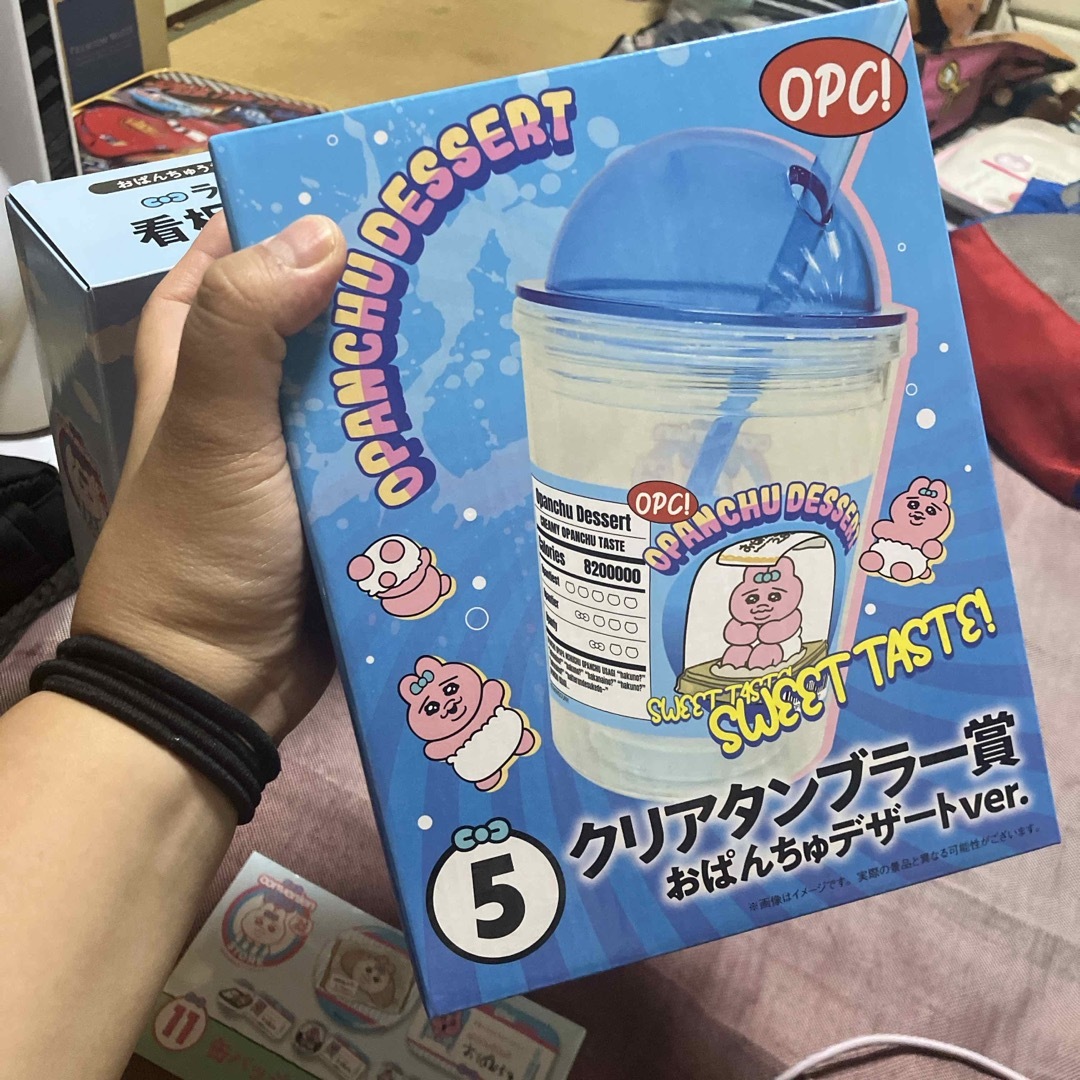 OPC!
OPANCHU DESSERT
おぱんちゅう
看板
Opanchu Dessert
CREAMY OPANCHU TASTE
Calories 8200000
OPC!
OPANCHU DESSERT
SWEET TASTE
SWEET TASTE!
クリアタンブラー賞
おぱんちゅデザートver.
※画像はイメージです。実際の景品と異なる可能性がございます。
5
11